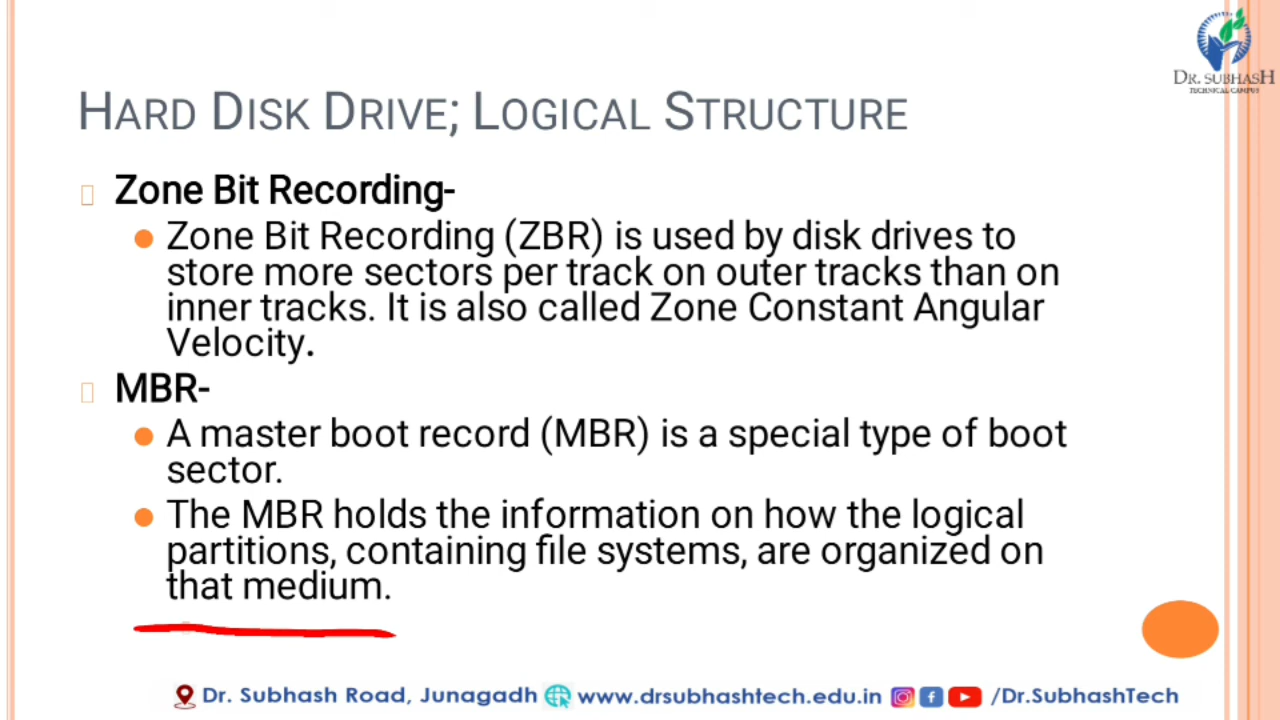 DR. SUBHASH
TECHNICAL CAMPUS
HARD DISK DRIVE; LOGICAL STRUCTURE
Zone Bit Recording-
Zone Bit Recording (ZBR) is used by disk drives to
store more sectors per track on outer tracks than on
inner tracks. It is also called Zone Constant Angular
Velocity.
MBR-
A master boot record (MBR) is a special type of boot
sector.
The MBR holds the information on how the logical
partitions, containing file systems, are organized on
that medium.
Dr. Subhash Road, Junagadh www.drsubhashtech.edu.in /Dr.SubhashTech